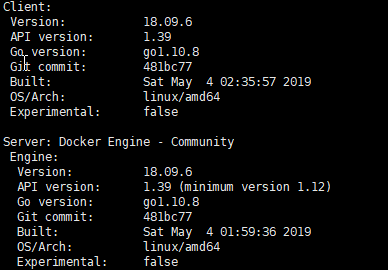 Client:
 Version:           18.09.6
 API version:       1.39
 Go version:        go1.10.8
 Git commit:        481bc77
 Built:             Sat May  4 02:35:57 2019
 OS/Arch:           linux/amd64
 Experimental:      false

Server: Docker Engine - Community
 Engine:
  Version:          18.09.6
  API version:      1.39 (minimum version 1.12)
  Go version:       go1.10.8
  Git commit:       481bc77
  Built:            Sat May  4 01:59:36 2019
  OS/Arch:          linux/amd64
  Experimental:     false